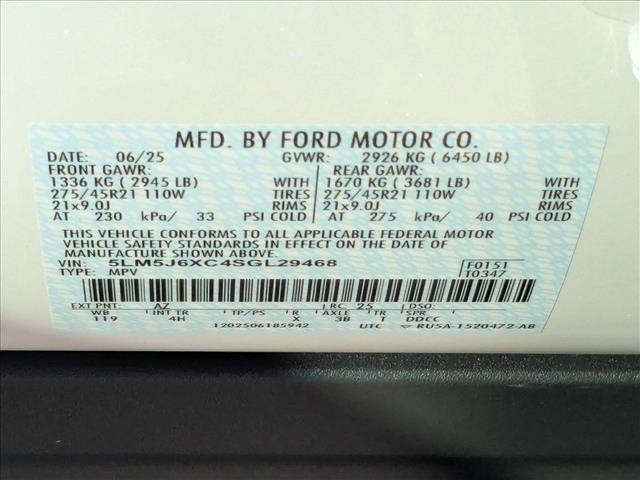 MFD. BY FORD MOTOR CO.
DATE: 06/25 GVWR: 2926 KG ( 6450 LB)
FRONT GAWR: REAR GAWR:
1336 KG ( 2945 LB) WITH 1670 KG ( 3681 LB) WITH
275/45R21 110W TIRES 275/45R21 110W TIRES
21x9.0J RIMS 21x9.0J RIMS
AT 230 kPa/ 33 PSI COLD AT 275 kPa/ 40 PSI COLD
THIS VEHICLE CONFORMS TO ALL APPLICABLE FEDERAL MOTOR
VEHICLE SAFETY STANDARDS IN EFFECT ON THE DATE OF MANUFACTURE SHOWN ABOVE.
VIN: 5LM5J6XC4SGL29468 F0151
TYPE: MPV T0347
EXT PNT: AZ RC: 25 DSO:
WB INT TR TP/PS R AXLE TR SPR
119 4H X 3B T DDCC
1202506185942 UTC ▽ RU5A-1520472-AB